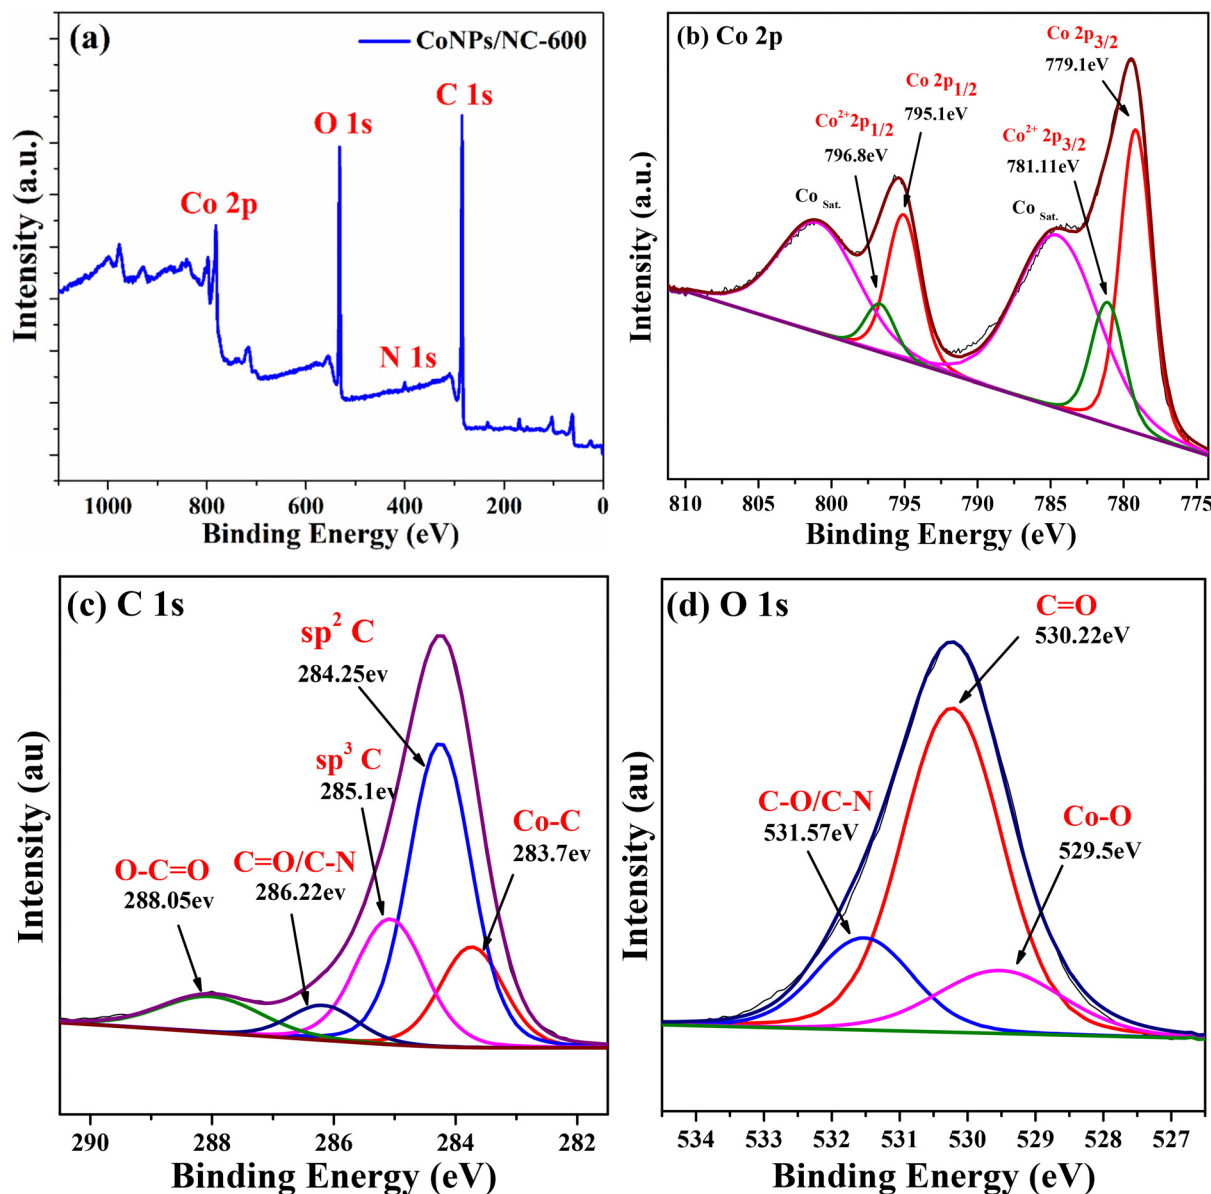 (a)
CoNPs/NC-600
C 1s
O 1s
Co 2p
N 1s
Intensity (a.u.)
1000 800 600 400 200 0
Binding Energy (eV)
(b) Co 2p
Co 2p3/2
779.1eV
Co 2p1/2
795.1eV
Co2+2p1/2
796.8eV
Co2+ 2p3/2
781.11eV
Co Sat.
Co Sat.
Intensity (a.u.)
810 805 800 795 790 785 780 775
Binding Energy (eV)
(c) C 1s
sp2 C
284.25ev
sp3 C
285.1ev
Co-C
283.7ev
C=O/C-N
286.22ev
O-C=O
288.05ev
Intensity (au)
290 288 286 284 282
Binding Energy (eV)
(d) O 1s
C=O
530.22eV
C-O/C-N
531.57eV
Co-O
529.5eV
Intensity (au)
534 533 532 531 530 529 528 527
Binding Energy (eV)